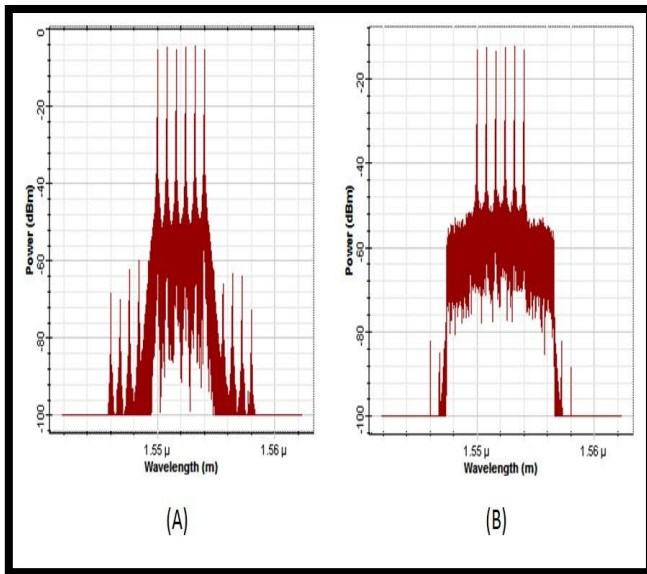 0
-20
-40
-60
-80
-100
Power (dBm)
1.55 µ
1.56 µ
Wavelength (m)
(A)
-20
-40
-60
-80
-100
Power (dBm)
1.55 µ
1.56 µ
Wavelength (m)
(B)